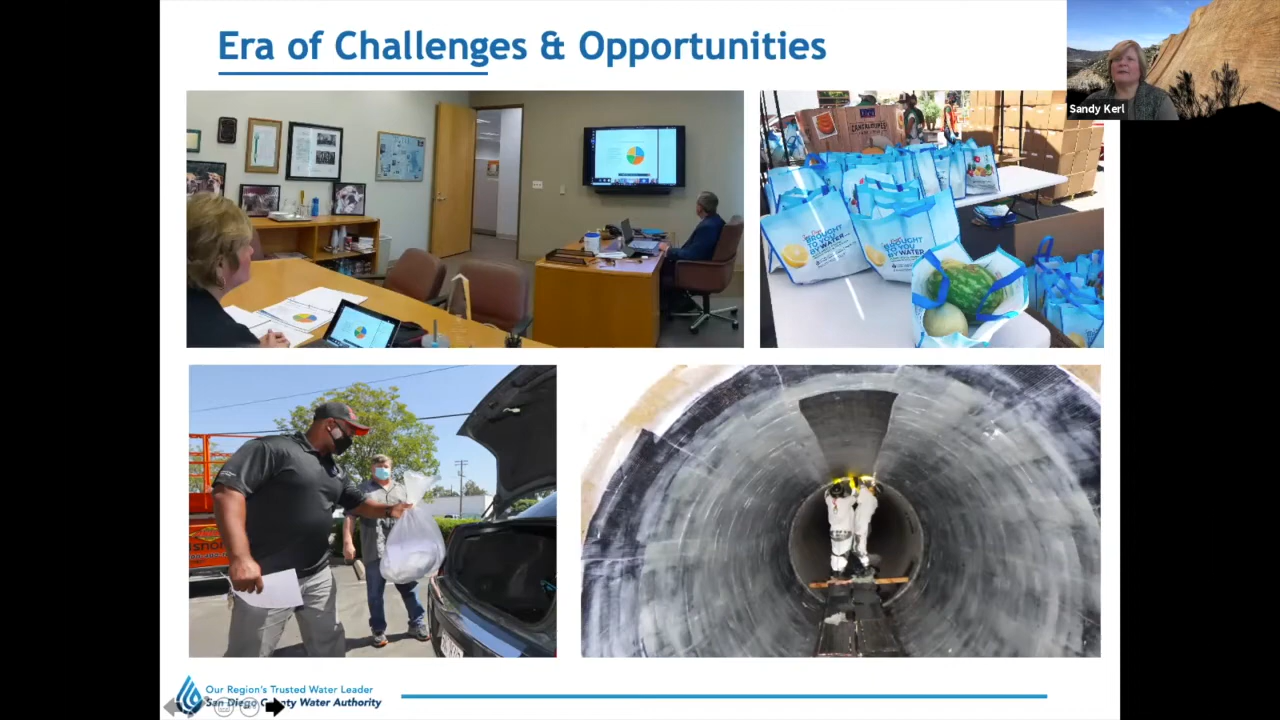 Era of Challenges & Opportunities
Sandy Kerl
CANTALOUPES
BROUGHT
TO YOU
BY WATER
BROUGHT
TO YOU
BY WATER
Our Region's Trusted Water Leader
San Diego County Water Authority